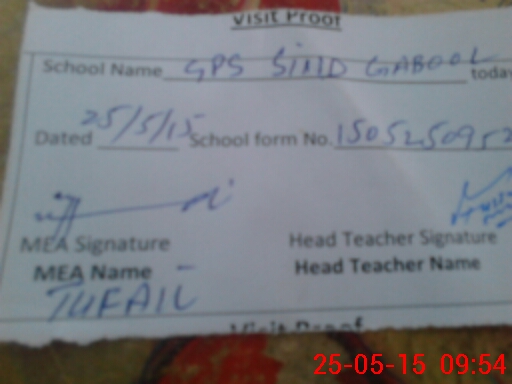 Visit Proof
School Name GPS SIND GABOOL today
Dated 25/5/15 School form No. 1505250952
MEA Signature Head Teacher Signature
MEA Name Head Teacher Name
TUFAIL
Visit Proof
25-05-15 09:54